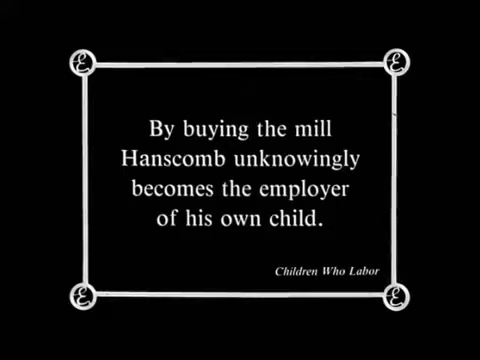 E E
By buying the mill
Hanscomb unknowingly
becomes the employer
of his own child.
Children Who Labor
E E